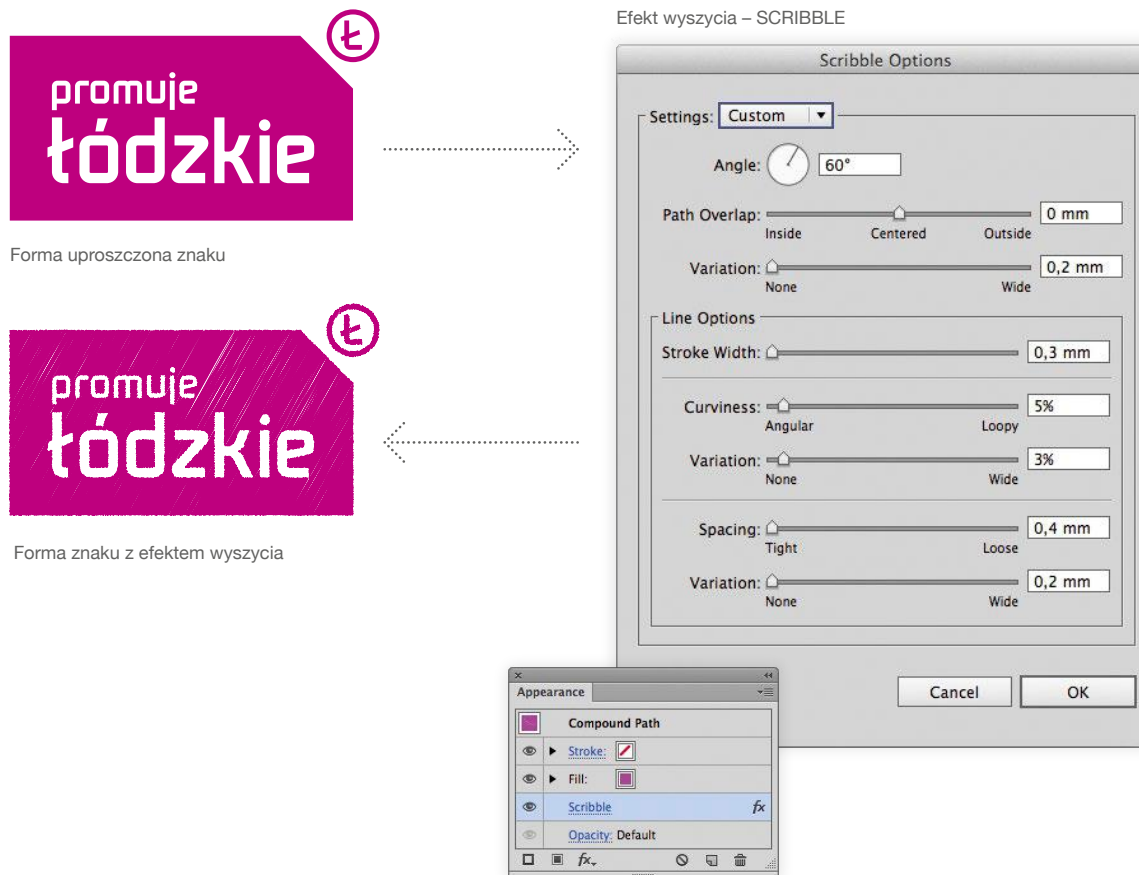 Efekt wyszycia – SCRIBBLE
Ł
promuje
łódzkie
Forma uproszczona znaku
Ł
promuje
łódzkie
Forma znaku z efektem wyszycia
Scribble Options
Settings: Custom
Angle: 60°
Path Overlap: 0 mm
Inside Centered Outside
Variation: 0,2 mm
None Wide
Line Options
Stroke Width: 0,3 mm
Curviness: 5%
Angular Loopy
Variation: 3%
None Wide
Spacing: 0,4 mm
Tight Loose
Variation: 0,2 mm
None Wide
Cancel OK
Appearance
Compound Path
Stroke:
Fill:
Scribble fx
Opacity: Default
fx